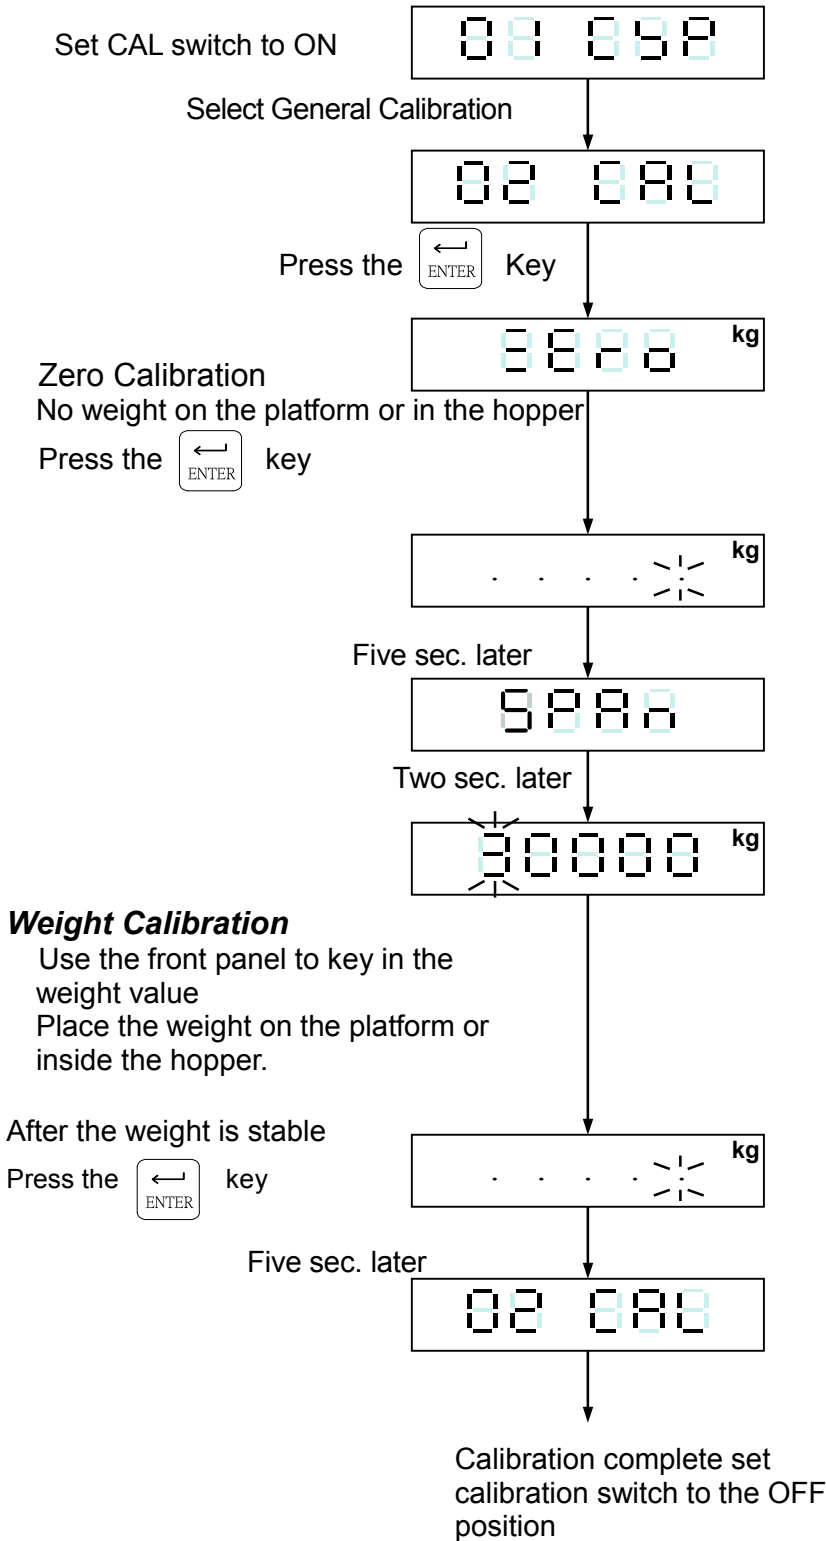 Set CAL switch to ON
01 CSP
Select General Calibration
02 CAL
Press the ENTER Key
ZEro kg
Zero Calibration
No weight on the platform or in the hopper
Press the ENTER key
. . . . . kg
Five sec. later
SPAn
Two sec. later
30000 kg
Weight Calibration
Use the front panel to key in the
weight value
Place the weight on the platform or
inside the hopper.
After the weight is stable
Press the ENTER key
. . . . . kg
Five sec. later
02 CAL
Calibration complete set
calibration switch to the OFF
position